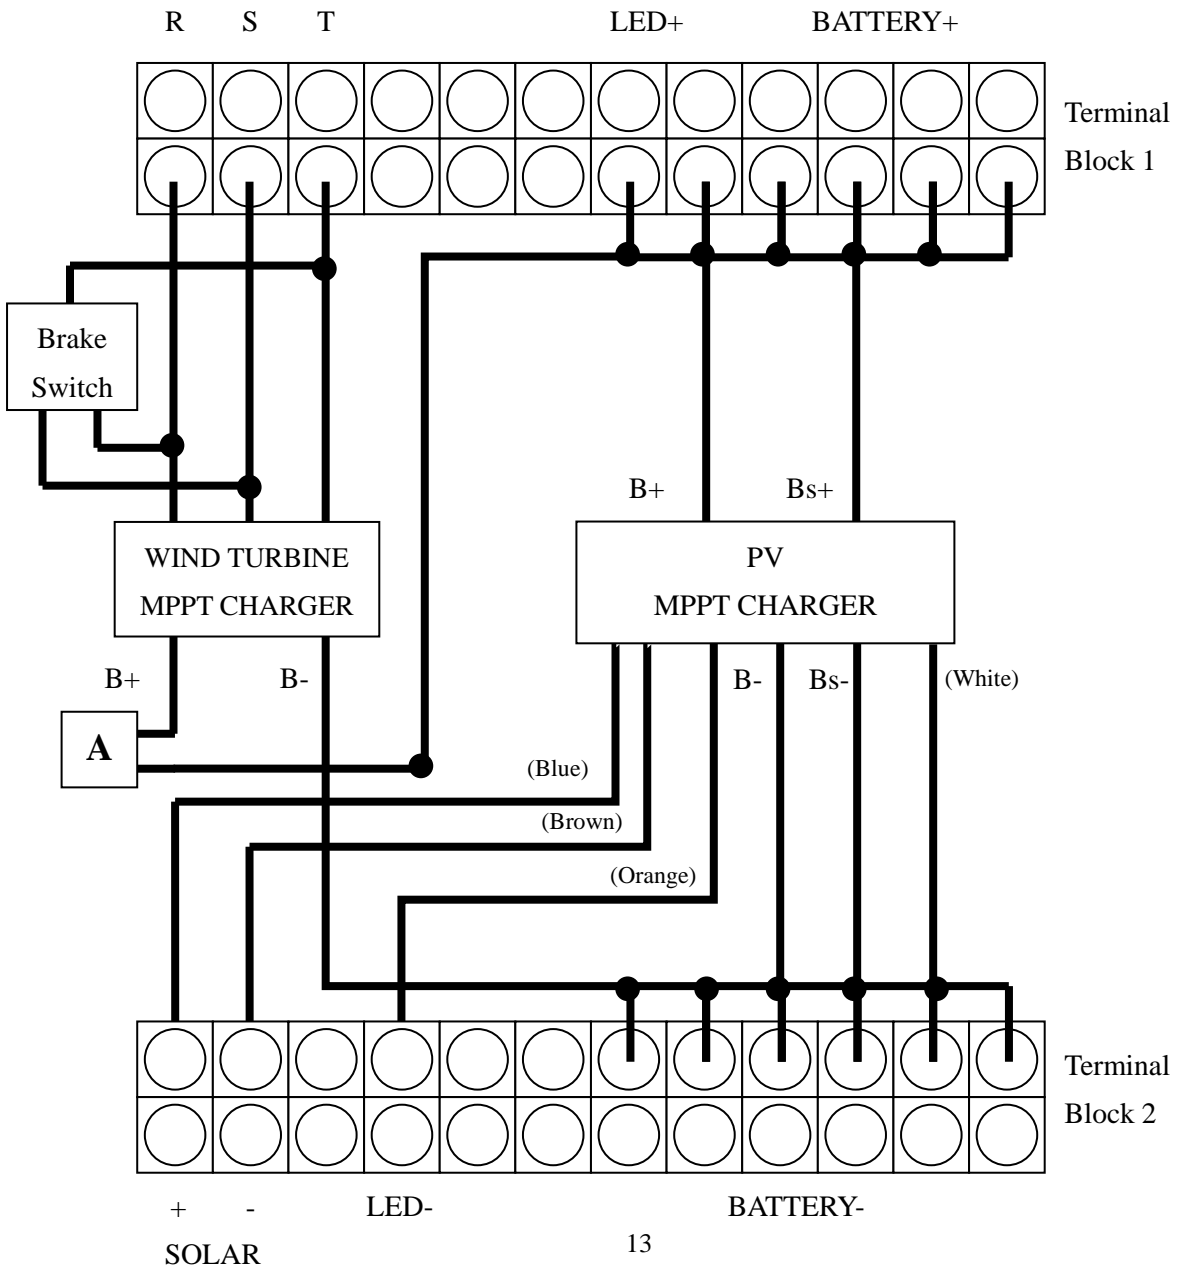 R S T LED+ BATTERY+
Terminal
Block 1
Brake
Switch
B+ Bs+
WIND TURBINE
MPPT CHARGER
PV
MPPT CHARGER
B+ B- B- Bs- (White)
A
(Blue)
(Brown)
(Orange)
Terminal
Block 2
+ - LED- BATTERY-
SOLAR
13